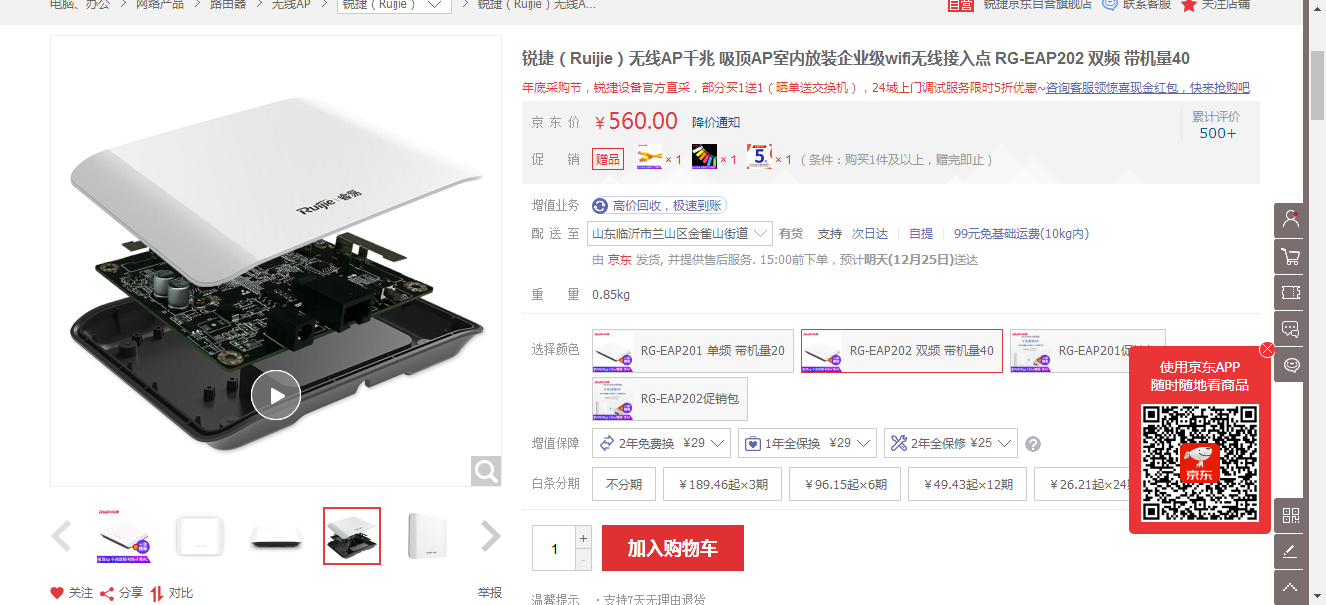 电脑、办公 > 网络产品 > 路由器 > 无线AP > 锐捷（Ruijie） > 锐捷（Ruijie）无线A...
自营 锐捷京东自营旗舰店 联系客服 关注店铺
锐捷（Ruijie）无线AP千兆 吸顶AP室内放装企业级wifi无线接入点 RG-EAP202 双频 带机量40
年底采购节，锐捷设备官方直采，部分买1送1（晒单送交换机），24城上门调试服务限时5折优惠~咨询客服领惊喜现金红包，快来抢购吧
京东价 ￥560.00 降价通知
累计评价
500+
促销 赠品 × 1 × 1 5 × 1 （条件：购买1件及以上，赠完即止）
增值业务 高价回收，极速到账
配送至 山东临沂市兰山区金雀山街道 有货 支持 次日达 自提 99元免基础运费(10kg内)
由 京东 发货, 并提供售后服务. 15:00前下单，预计明天(12月25日)送达
重量 0.85kg
选择颜色 RG-EAP201 单频 带机量20 RG-EAP202 双频 带机量40 RG-EAP201促
RG-EAP202促销包
增值保障 2年免费换 ¥29 1年全保换 ¥29 2年全保修 ¥25 ?
白条分期 不分期 ￥189.46起×3期 ￥96.15起×6期 ￥49.43起×12期 ￥26.21起×24期
1 + - 加入购物车
温馨提示 ·支持7天无理由退货
Ruijie 睿易
关注 分享 对比 举报
使用京东APP
随时随地看商品
京东